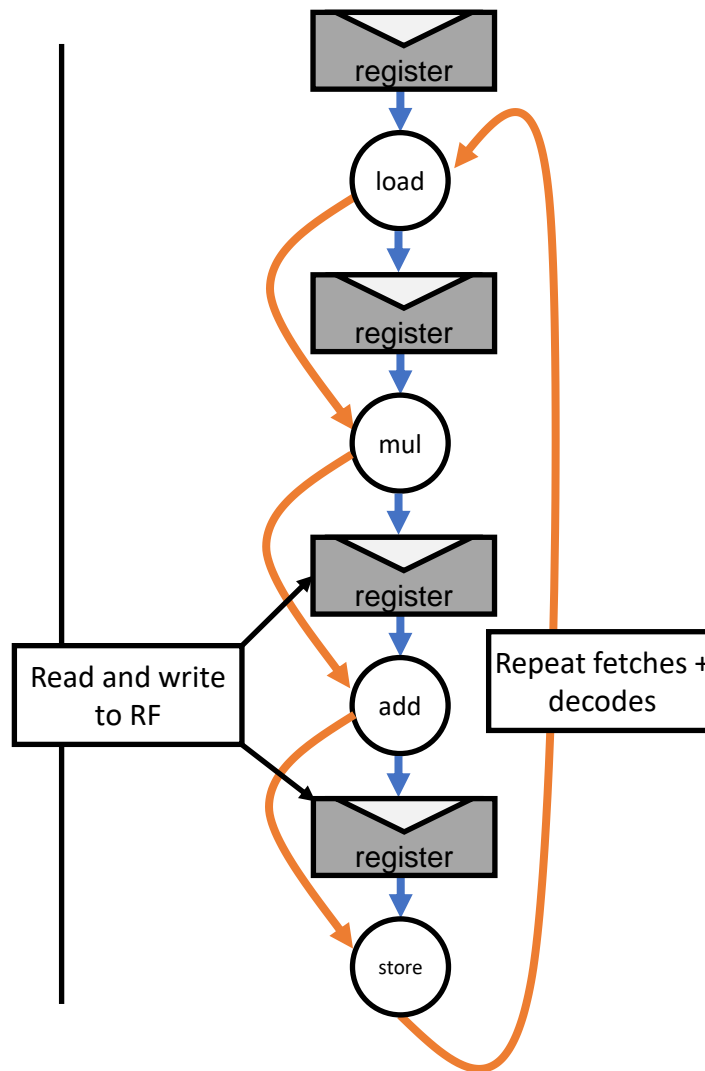 register
load
register
mul
register
Read and write
to RF
Repeat fetches +
decodes
add
register
store